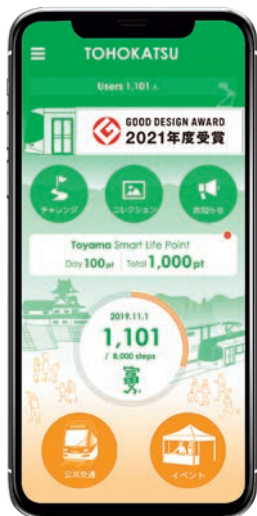 TOHOKATSU
Users 1,101 人
GOOD DESIGN AWARD
2021年度受賞
チャレンジ
コレクション
お知らせ
Toyama Smart Life Point
Day 100pt Total 1,000pt
2019.11.1
1,101
/ 8,000 steps
公共交通
イベント